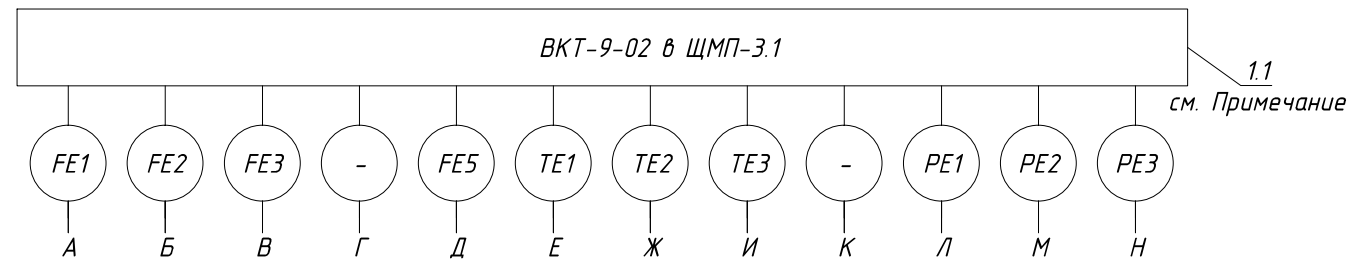 ВКТ-9-02 в ЩМП-3.1
1.1
см. Примечание
FE1 FE2 FE3 - FE5 TE1 TE2 TE3 - PE1 PE2 PE3
А Б В Г Д Е Ж И К Л М Н